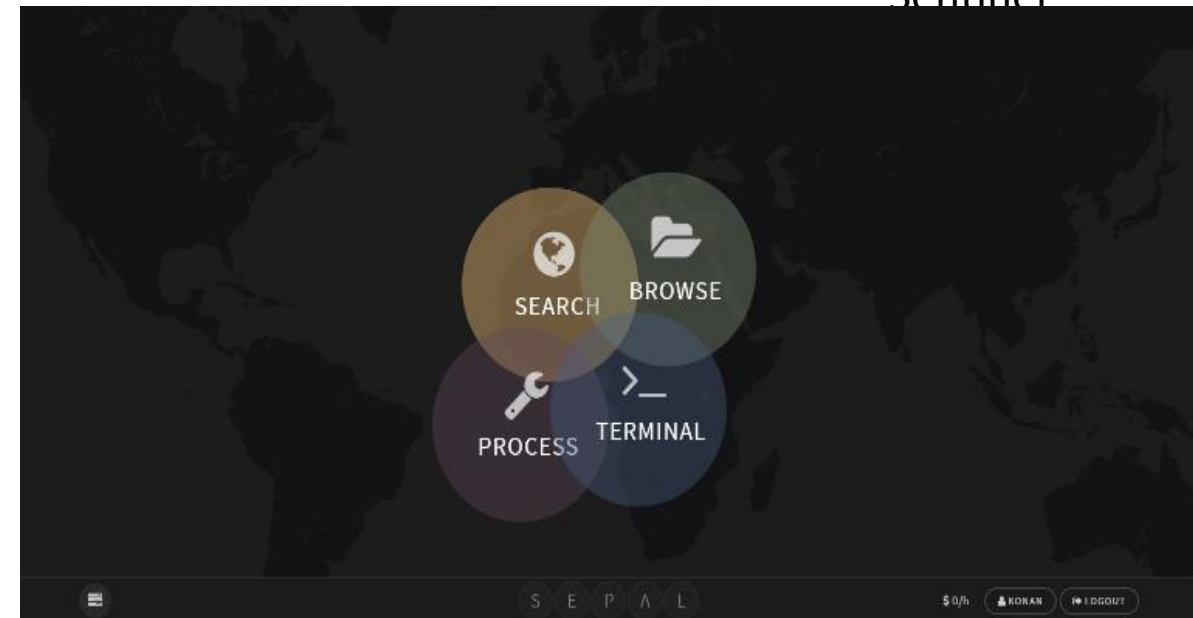 SEARCH
BROWSE
PROCESS
TERMINAL
S E P A L
$ 0/h
KONAN
LOGOUT